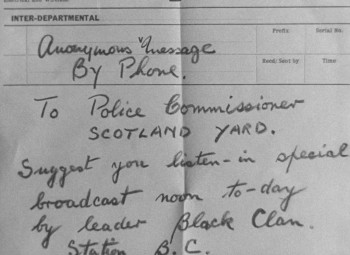 INTER-DEPARTMENTAL
Prefix: Serial No.
Recd: Sent by Time
Anonymous Message
By Phone.
To Police Commissioner
SCOTLAND YARD.
Suggest you listen-in special
broadcast noon to-day
by leader Black Clan.
Station B.C.